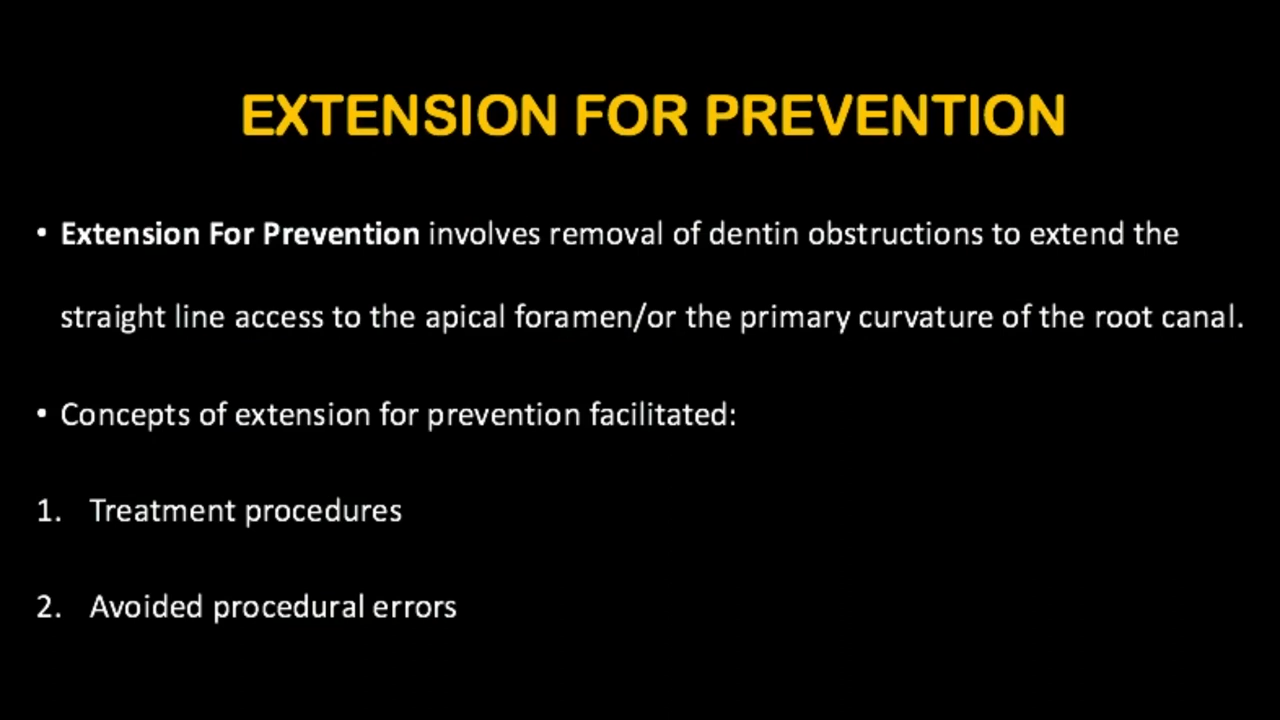 EXTENSION FOR PREVENTION
• Extension For Prevention involves removal of dentin obstructions to extend the
straight line access to the apical foramen/or the primary curvature of the root canal.
• Concepts of extension for prevention facilitated:
1. Treatment procedures
2. Avoided procedural errors